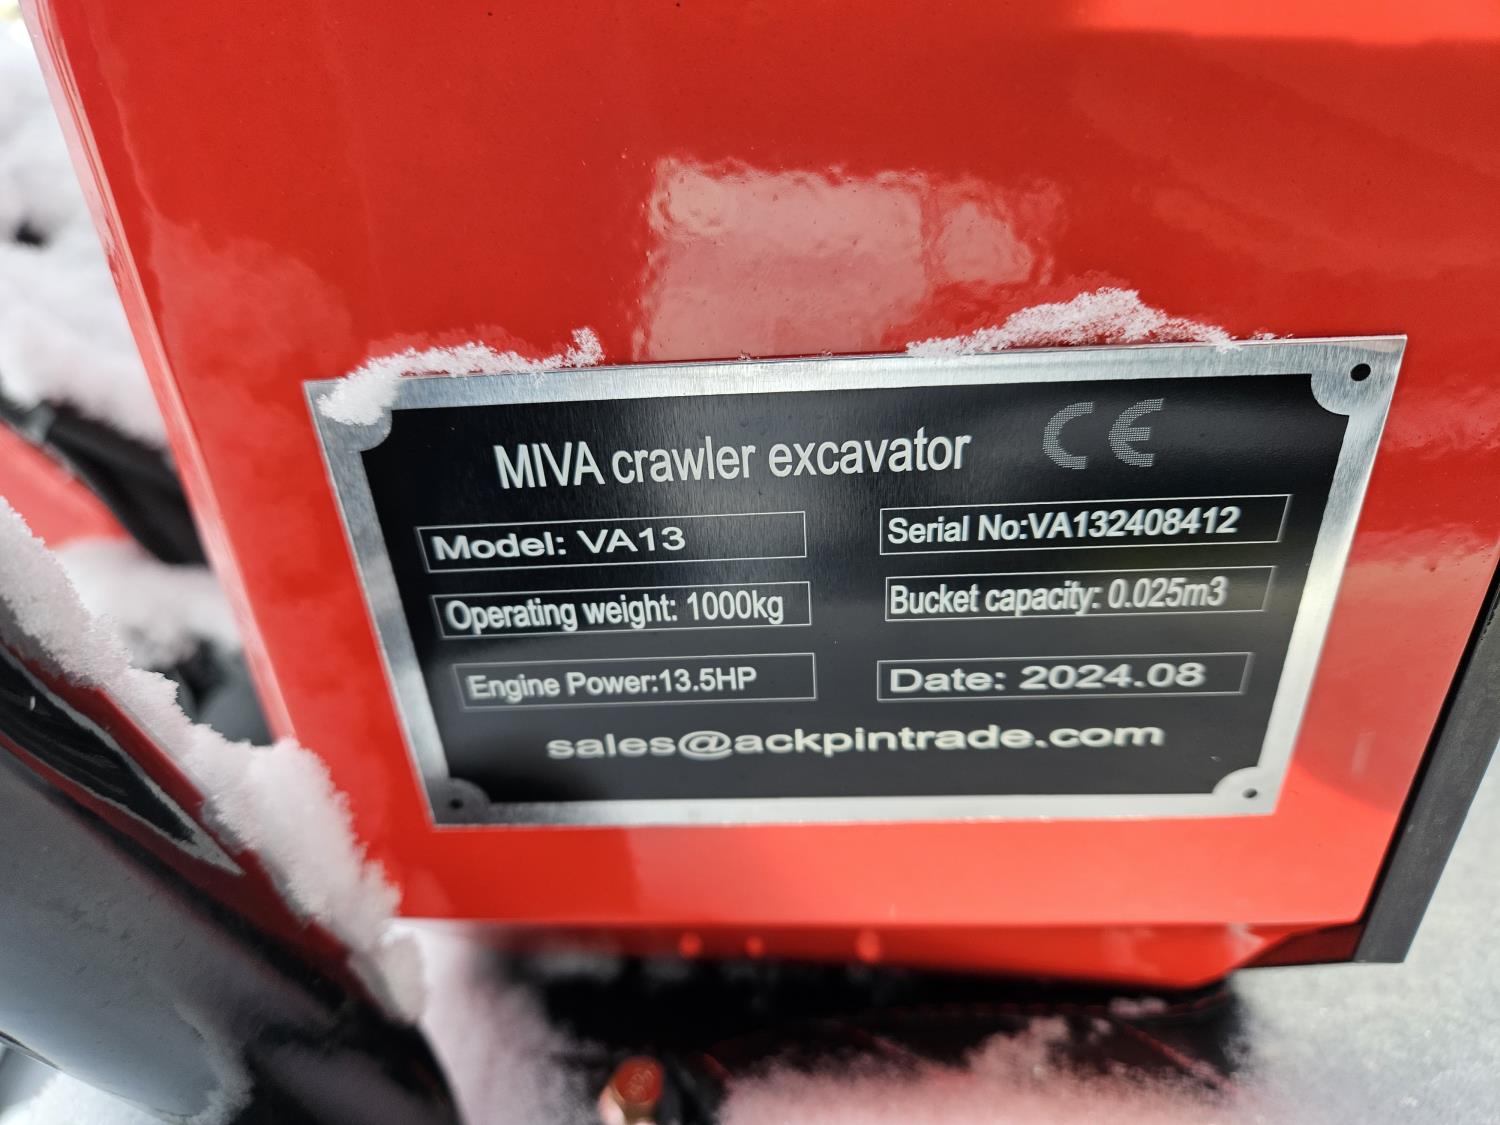 MIVA crawler excavator CE
Model: VA13
Serial No:VA132408412
Operating weight: 1000kg
Bucket capacity: 0.025m3
Engine Power:13.5HP
Date: 2024.08
sales@ackpintrade.com